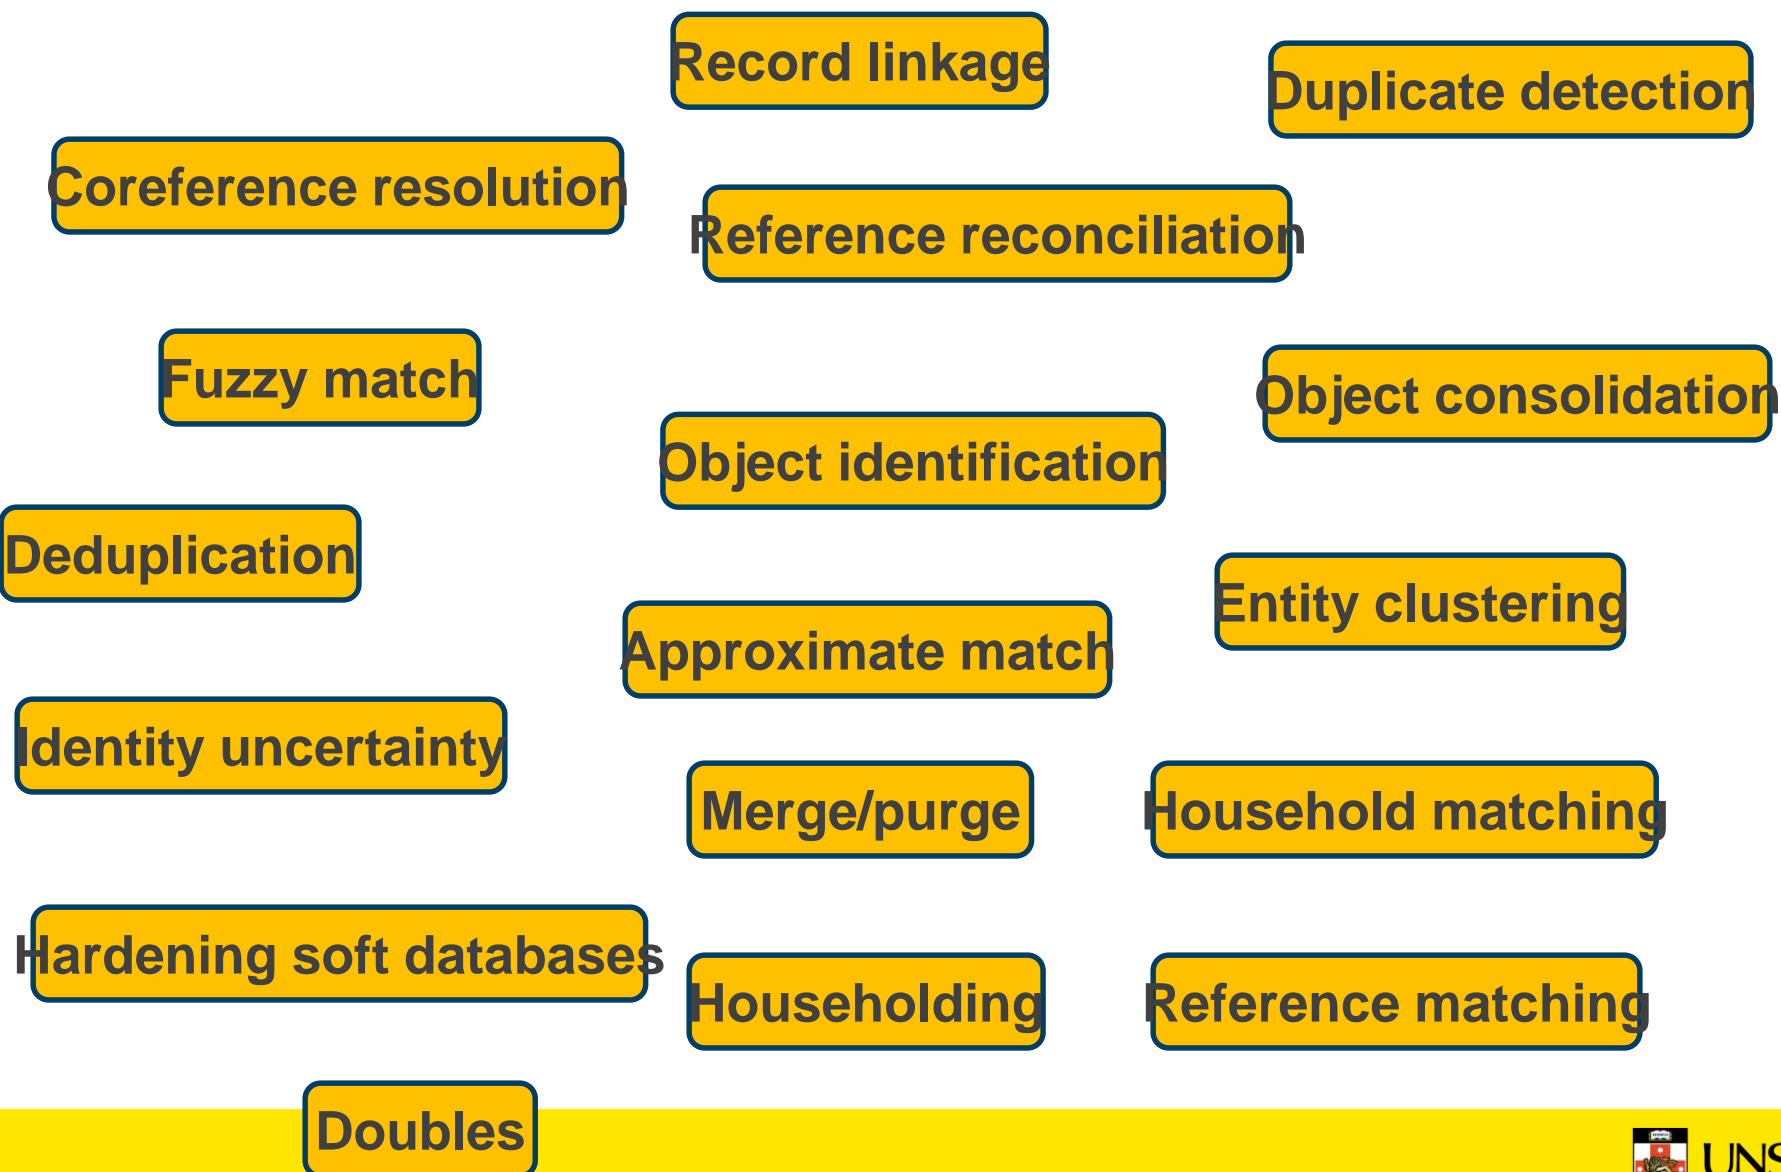 Record linkage
Duplicate detection
Coreference resolution
Reference reconciliation
Fuzzy match
Object consolidation
Object identification
Deduplication
Entity clustering
Approximate match
Identity uncertainty
Merge/purge
Household matching
Hardening soft databases
Householding
Reference matching
Doubles